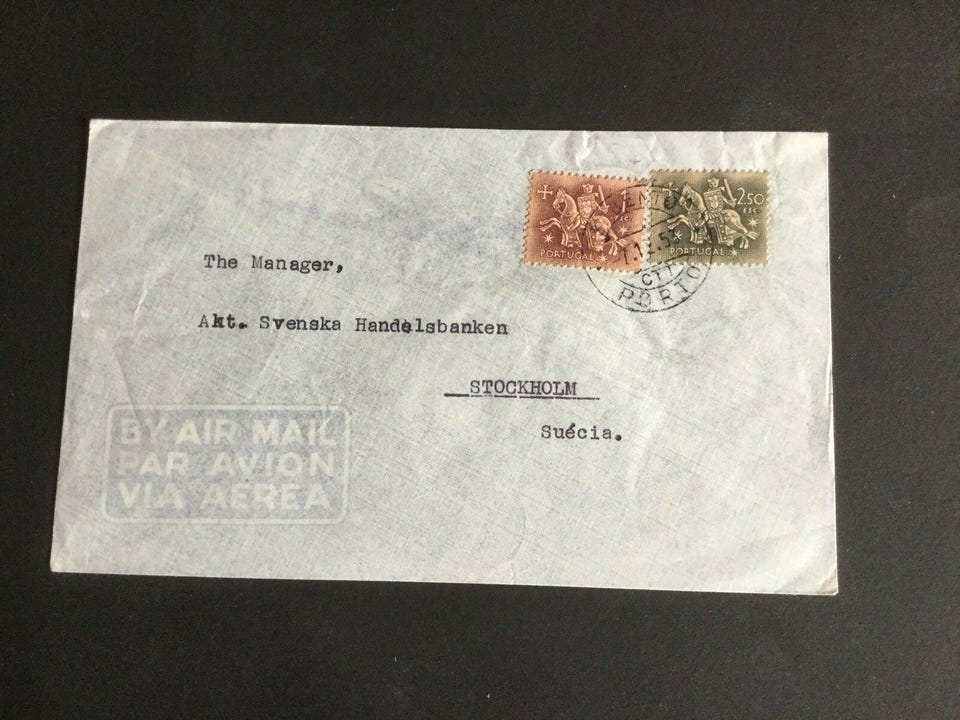 2.50
ESC
PORTUGAL
PORTUGAL
CTT
PORTO
The Manager,
Akt. Svenska Handelsbanken
STOCKHOLM
Suécia.
BY AIR MAIL
PAR AVION
VIA AEREA